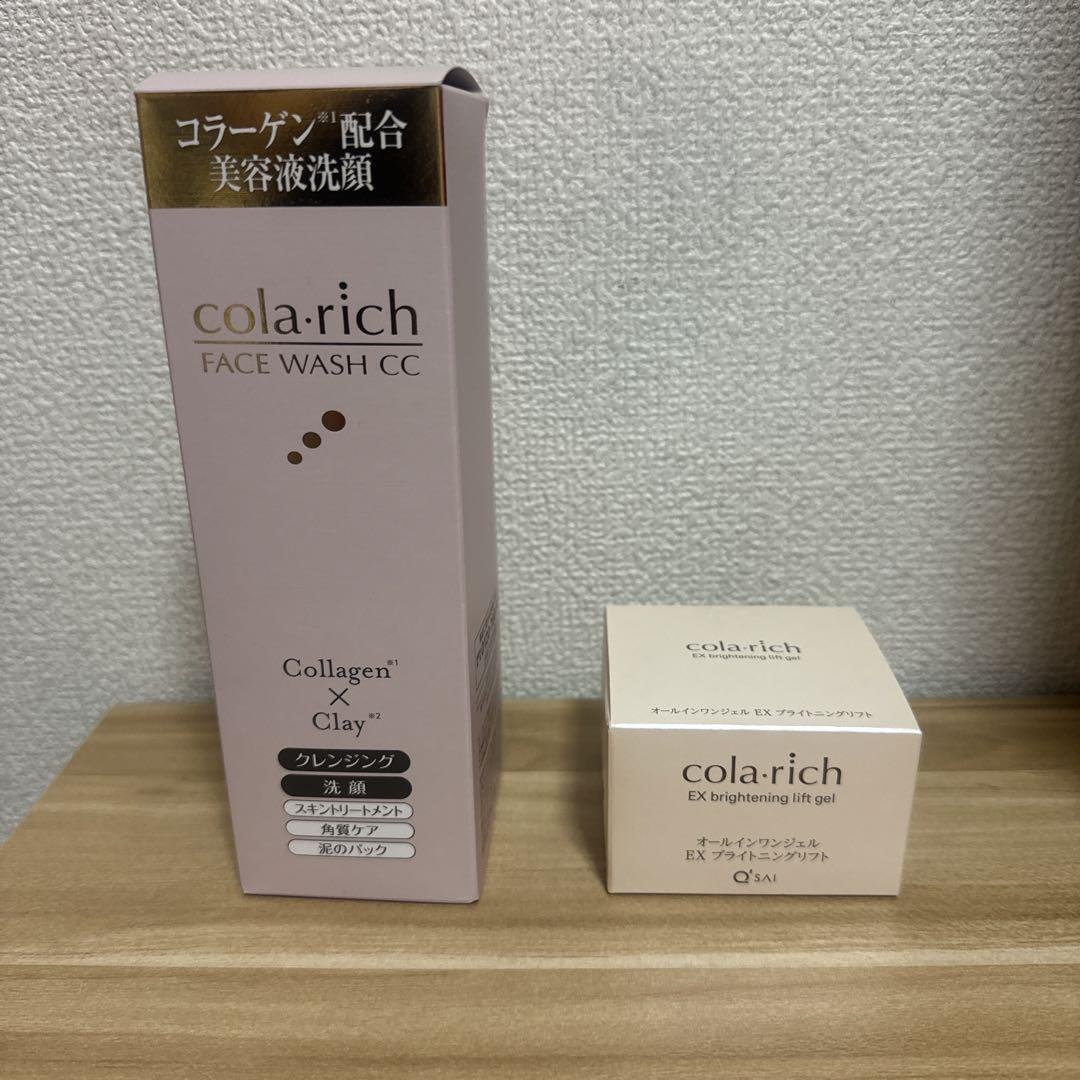 コラーゲン※1配合
美容液洗顔
cola・rich
FACE WASH CC
Collagen※1
×
Clay※2
クレンジング
洗顔
スキントリートメント
角質ケア
泥のパック
cola・rich
EX brightening lift gel
オールインワンジェル EX ブライトニングリフト
cola・rich
EX brightening lift gel
オールインワンジェル
EX ブライトニングリフト
Q'SAI